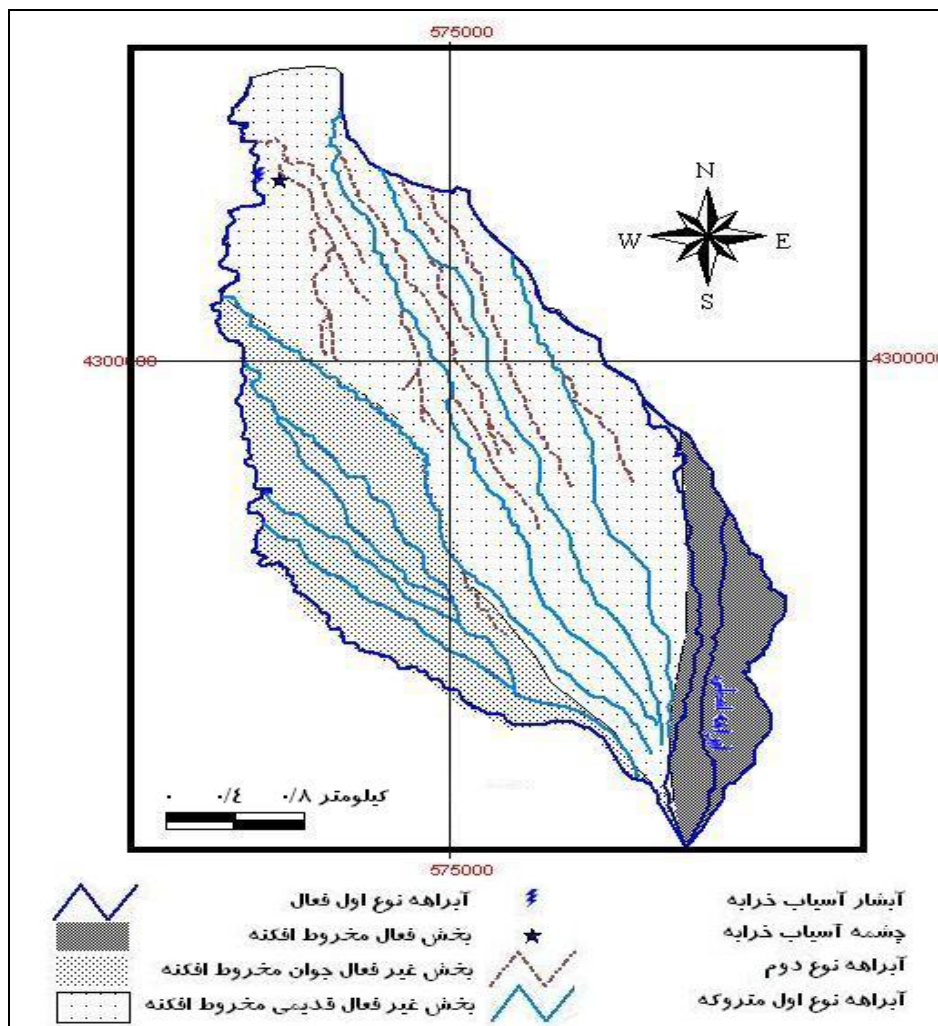 575000
N
W E
S
4300000 4300000
۰ ۰/٤ ۰/۸ کیلومتر
575000
آبشار آسیاب خرابه
آبراهه نوع اول فعال
چشمه آسیاب خرابه
بخش فعال مخروط افکنه
آبراهه نوع دوم
بخش غیر فعال جوان مخروط افکنه
آبراهه نوع اول متروکه
بخش غیر فعال قدیمی مخروط افکنه